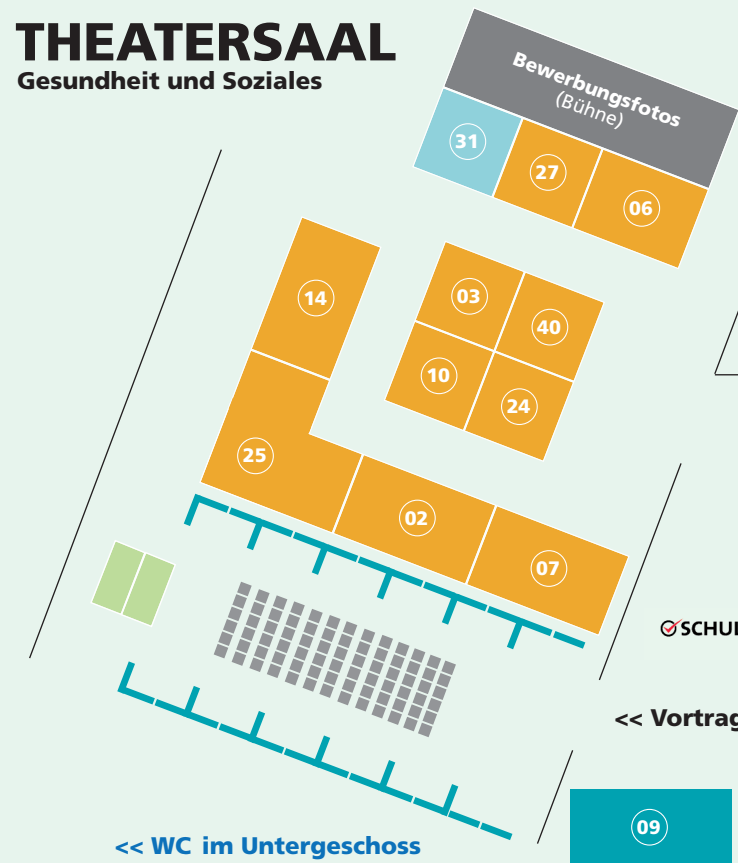 THEATERSAAL
Gesundheit und Soziales
Bewerbungsfotos
(Bühne)
31
27
06
14
03
40
10
24
25
02
07
<< WC im Untergeschoss
09